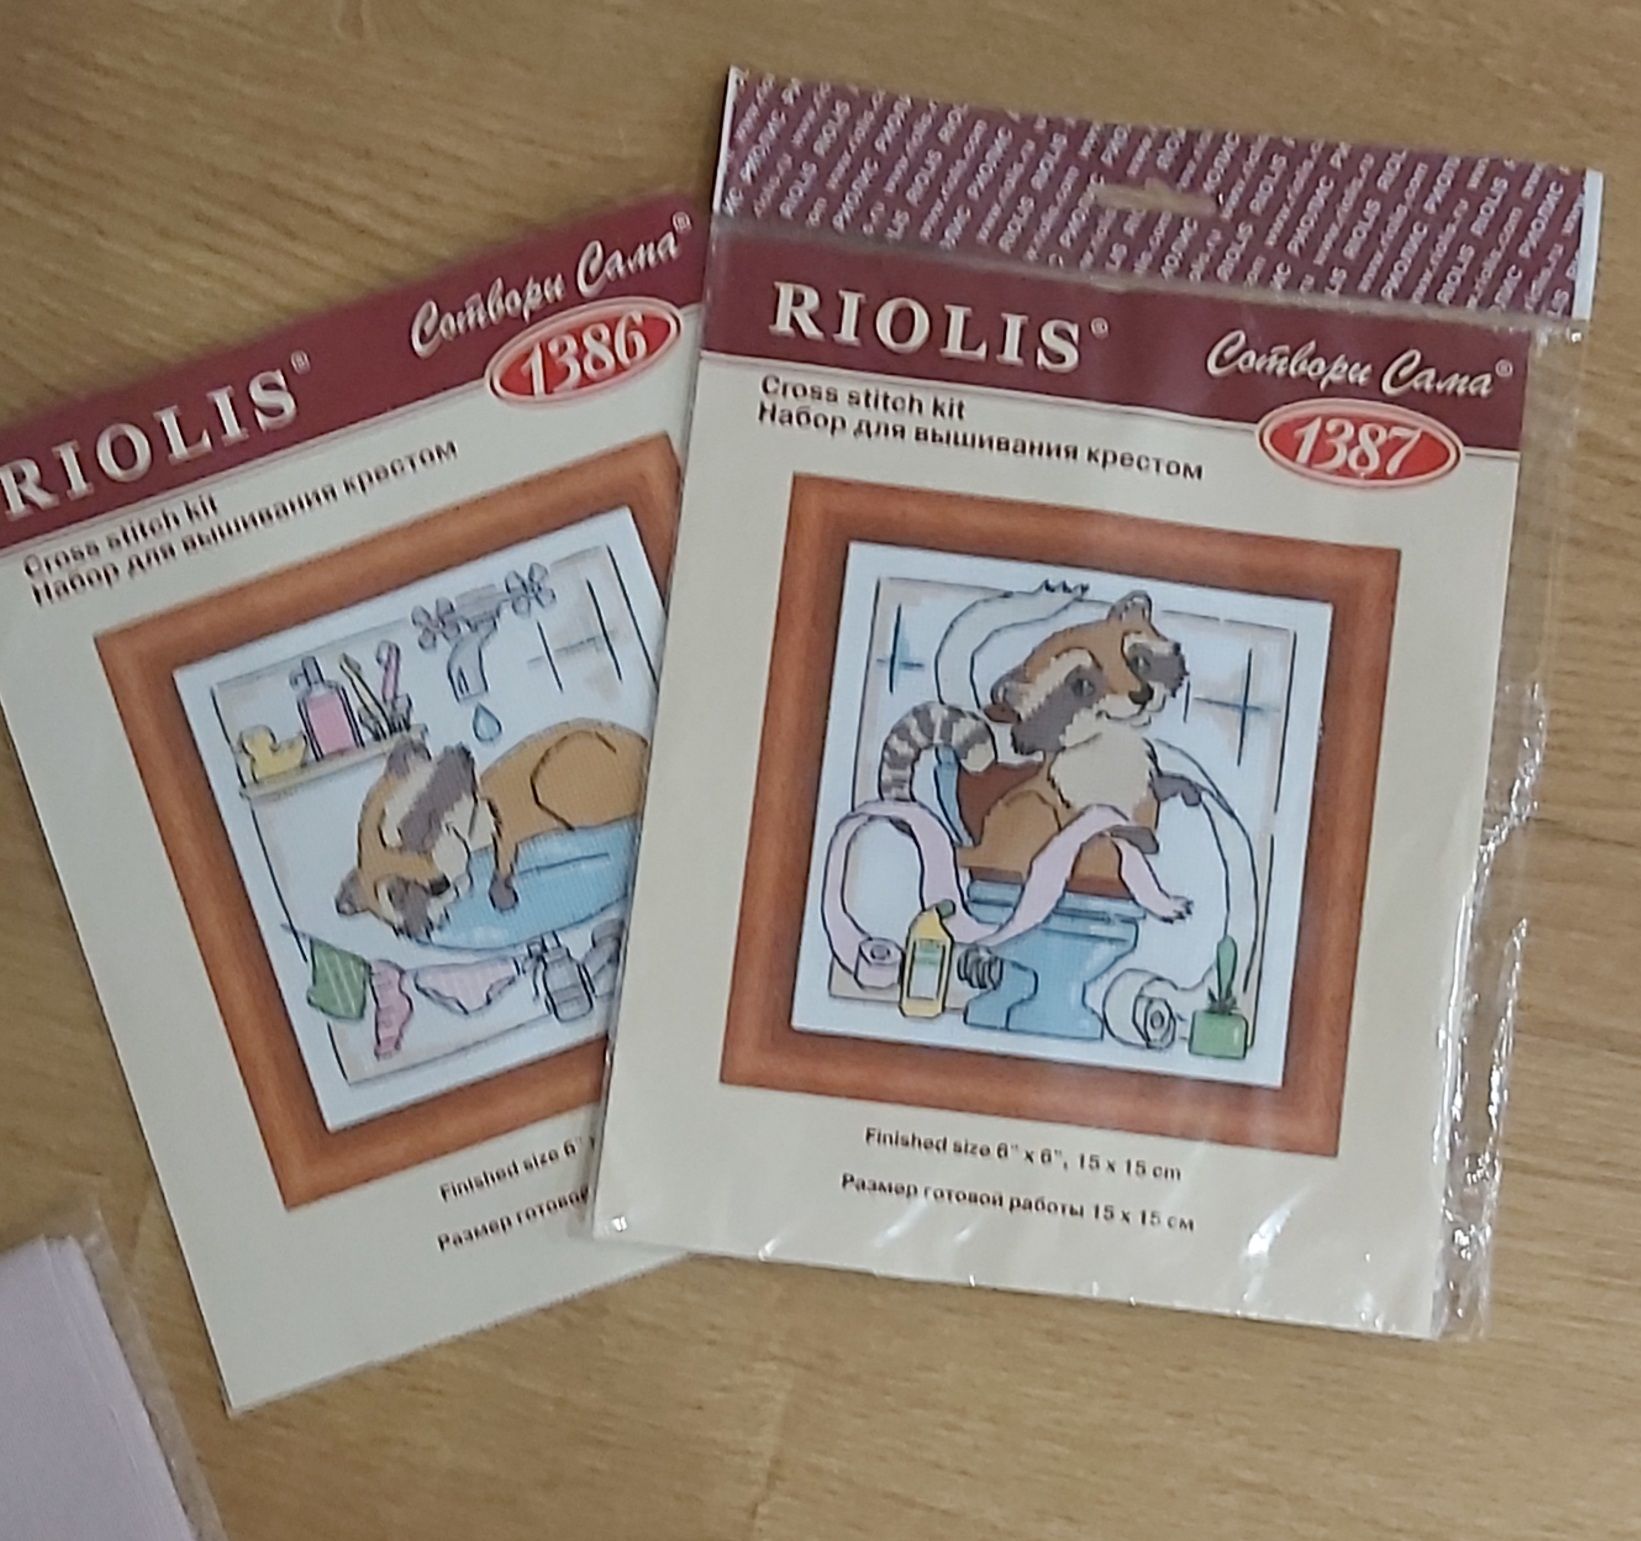 RIOLIS®
Сотвори Сама®
1386
Cross stitch kit
Набор для вышивания крестом
Finished size 6"
Размер готовой
RIOLIS®
Сотвори Сама®
1387
Cross stitch kit
Набор для вышивания крестом
Finished size 6" x 6", 15 x 15 cm
Размер готовой работы 15 x 15 см